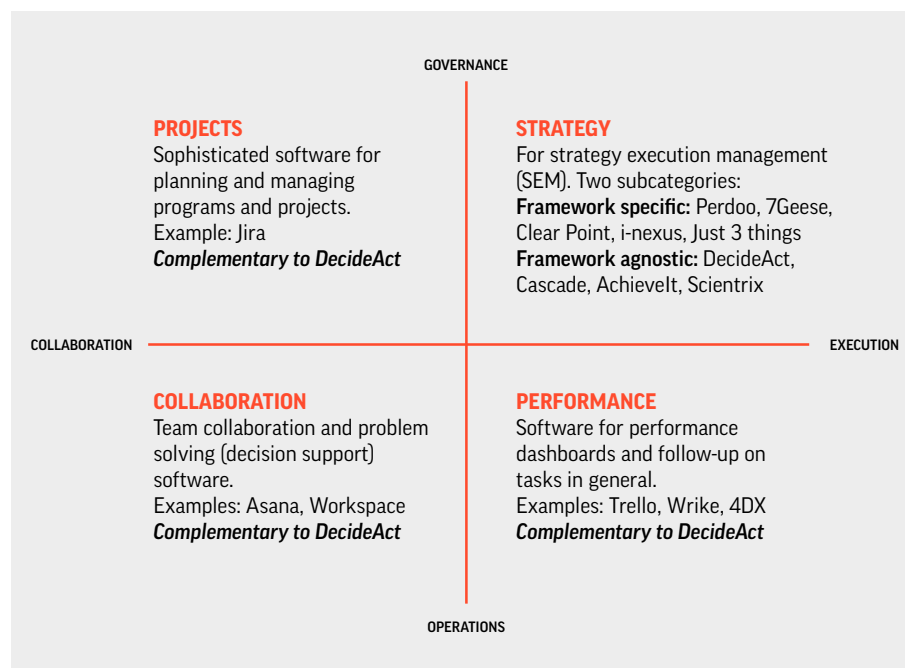 GOVERNANCE
PROJECTS
Sophisticated software for
planning and managing
programs and projects.
Example: Jira
Complementary to DecideAct
STRATEGY
For strategy execution management
(SEM). Two subcategories:
Framework specific: Perdoo, 7Geese,
Clear Point, i-nexus, Just 3 things
Framework agnostic: DecideAct,
Cascade, AchieveIt, Scientrix
COLLABORATION
EXECUTION
COLLABORATION
Team collaboration and problem
solving (decision support)
software.
Examples: Asana, Workspace
Complementary to DecideAct
PERFORMANCE
Software for performance
dashboards and follow-up on
tasks in general.
Examples: Trello, Wrike, 4DX
Complementary to DecideAct
OPERATIONS